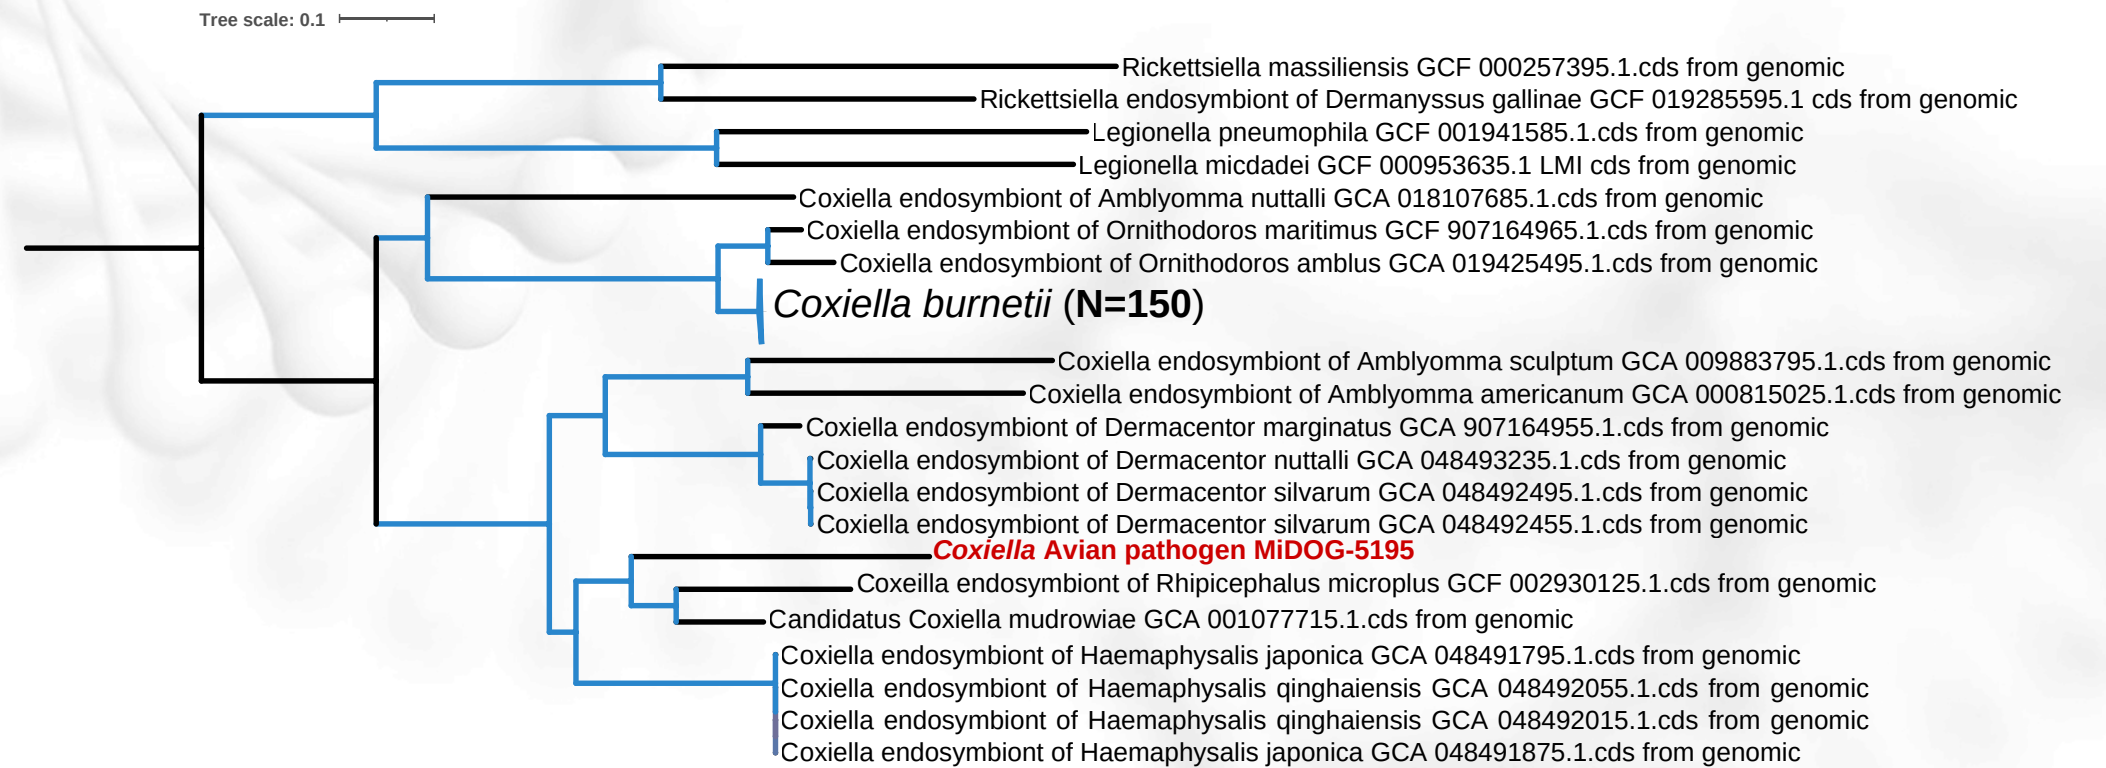 Tree scale: 0.1
Rickettsiella massiliensis GCF 000257395.1.cds from genomic
Rickettsiella endosymbiont of Dermanyssus gallinae GCF 019285595.1 cds from genomic
Legionella pneumophila GCF 001941585.1.cds from genomic
Legionella micdadei GCF 000953635.1 LMI cds from genomic
Coxiella endosymbiont of Amblyomma nuttalli GCA 018107685.1.cds from genomic
Coxiella endosymbiont of Ornithodoros maritimus GCF 907164965.1.cds from genomic
Coxiella endosymbiont of Ornithodoros amblus GCA 019425495.1.cds from genomic
Coxiella burnetii (N=150)
Coxiella endosymbiont of Amblyomma sculptum GCA 009883795.1.cds from genomic
Coxiella endosymbiont of Amblyomma americanum GCA 000815025.1.cds from genomic
Coxiella endosymbiont of Dermacentor marginatus GCA 907164955.1.cds from genomic
Coxiella endosymbiont of Dermacentor nuttalli GCA 048493235.1.cds from genomic
Coxiella endosymbiont of Dermacentor silvarum GCA 048492495.1.cds from genomic
Coxiella endosymbiont of Dermacentor silvarum GCA 048492455.1.cds from genomic
Coxiella Avian pathogen MiDOG-5195
Coxeilla endosymbiont of Rhipicephalus microplus GCF 002930125.1.cds from genomic
Candidatus Coxiella mudrowiae GCA 001077715.1.cds from genomic
Coxiella endosymbiont of Haemaphysalis japonica GCA 048491795.1.cds from genomic
Coxiella endosymbiont of Haemaphysalis qinghaiensis GCA 048492055.1.cds from genomic
Coxiella endosymbiont of Haemaphysalis qinghaiensis GCA 048492015.1.cds from genomic
Coxiella endosymbiont of Haemaphysalis japonica GCA 048491875.1.cds from genomic